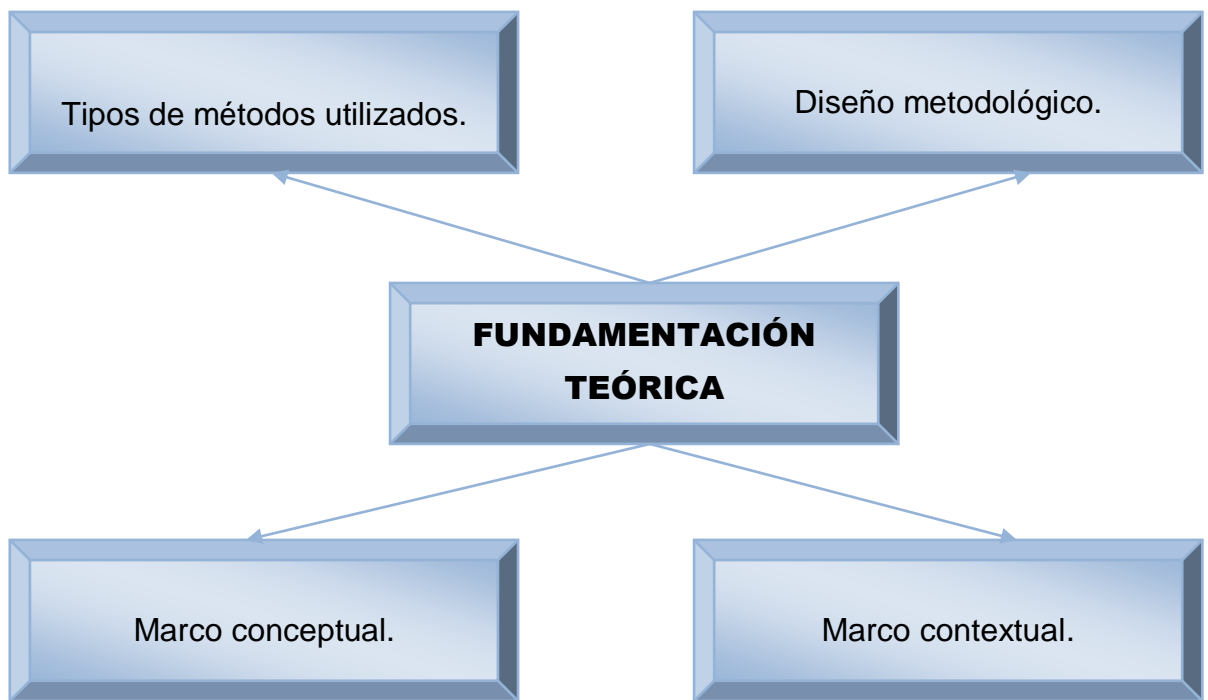 Tipos de métodos utilizados.
Diseño metodológico.
FUNDAMENTACIÓN
TEÓRICA
Marco conceptual.
Marco contextual.